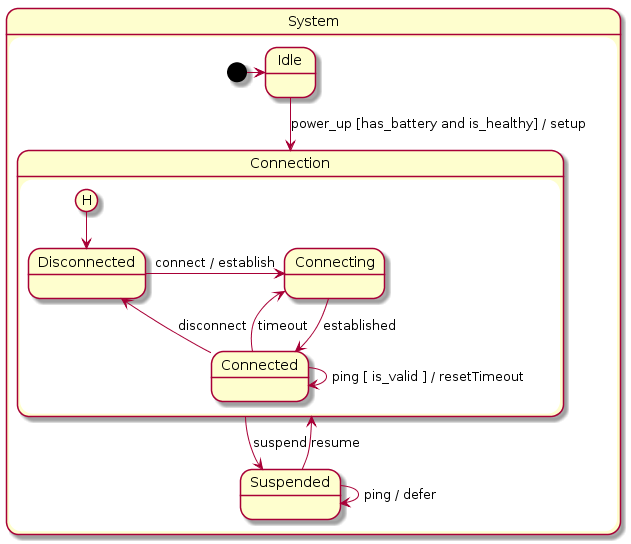 System
Idle
power_up [has_battery and is_healthy] / setup
Connection
H
Disconnected
connect / establish
Connecting
disconnect
timeout
established
Connected
ping [ is_valid ] / resetTimeout
suspend
resume
Suspended
ping / defer